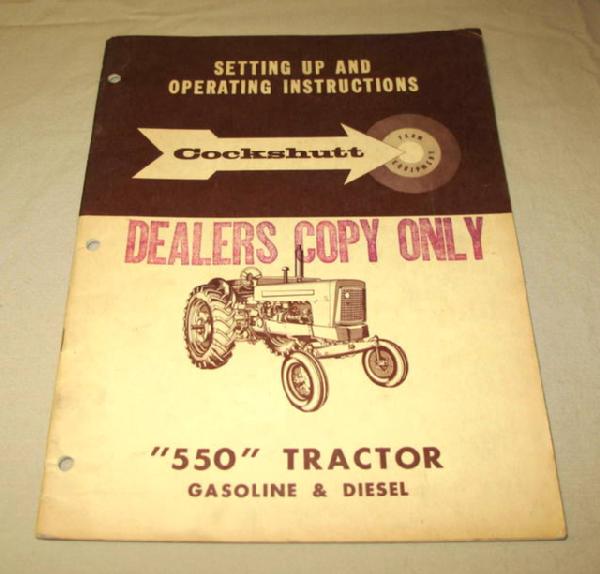 SETTING UP AND
OPERATING INSTRUCTIONS
Cockshutt
FARM
EQUIPMENT
DEALERS COPY ONLY
"550" TRACTOR
GASOLINE & DIESEL